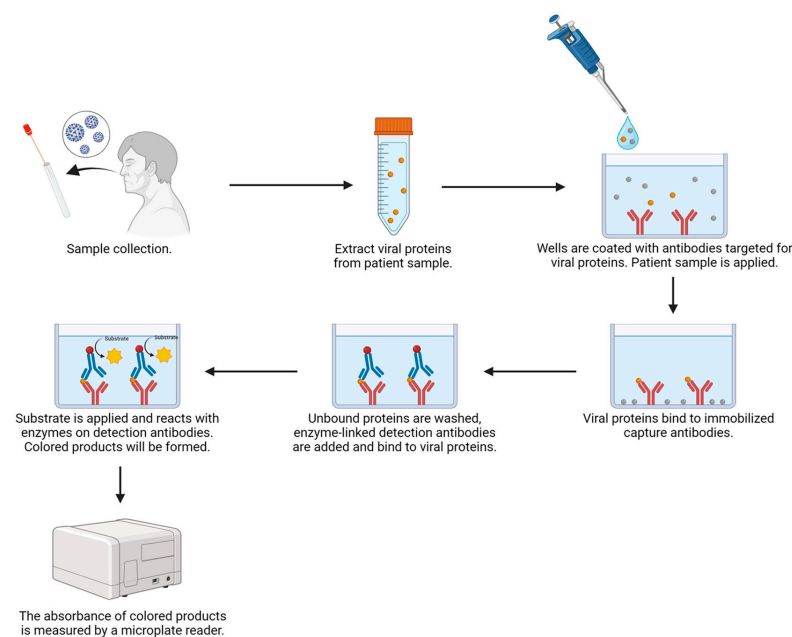 Sample collection.
Extract viral proteins
from patient sample.
Wells are coated with antibodies targeted for
viral proteins. Patient sample is applied.
Viral proteins bind to immobilized
capture antibodies.
Unbound proteins are washed,
enzyme-linked detection antibodies
are added and bind to viral proteins.
Substrate
Substrate
Substrate is applied and reacts with
enzymes on detection antibodies.
Colored products will be formed.
The absorbance of colored products
is measured by a microplate reader.